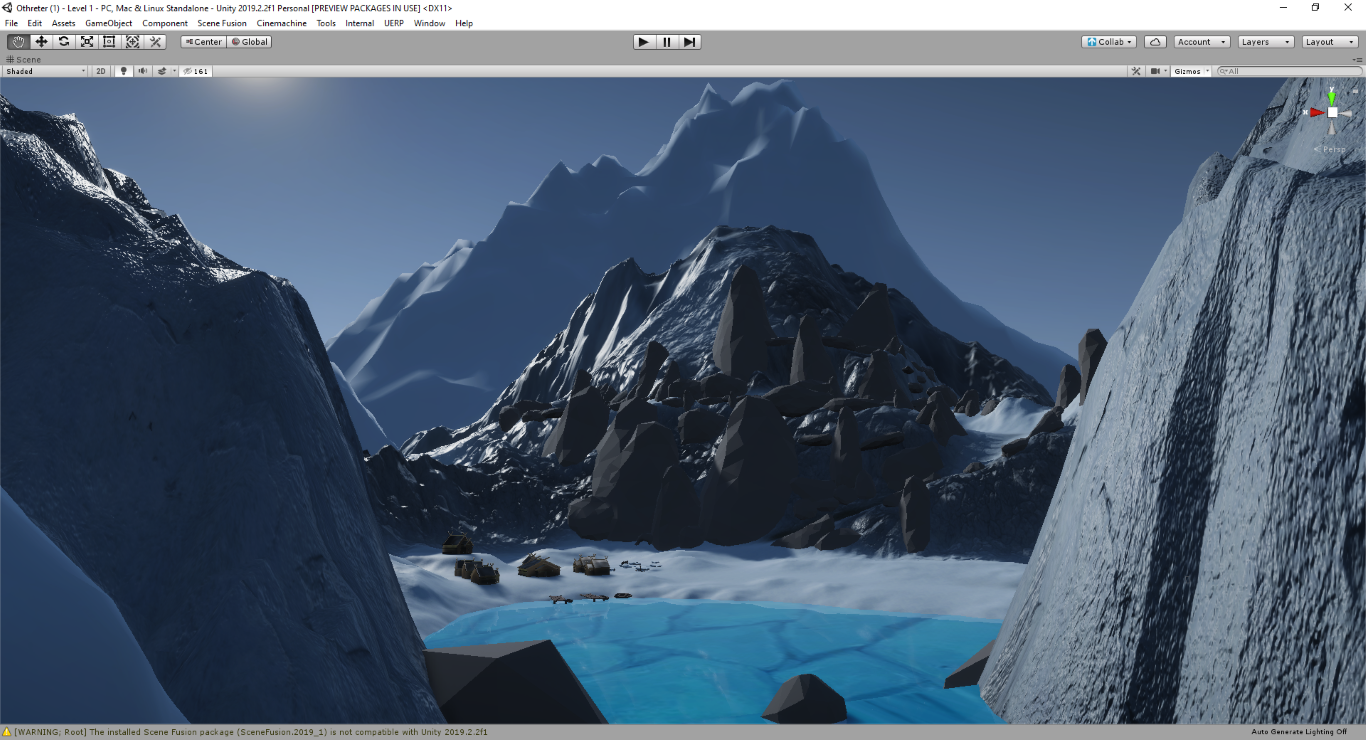 Othreter (1) - Level 1 - PC, Mac & Linux Standalone - Unity 2019.2.2f1 Personal [PREVIEW PACKAGES IN USE] <DX11>
File Edit Assets GameObject Component Scene Fusion Cinemachine Tools Internal UERP Window Help
Center Global Collab Account Layers Layout
Scene
Shaded 2D 161 Gizmos All
y
x
< Persp
[WARNING; Root] The installed Scene Fusion package (SceneFusion.2019_1) is not compatible with Unity 2019.2.2f1 Auto Generate Lighting Off